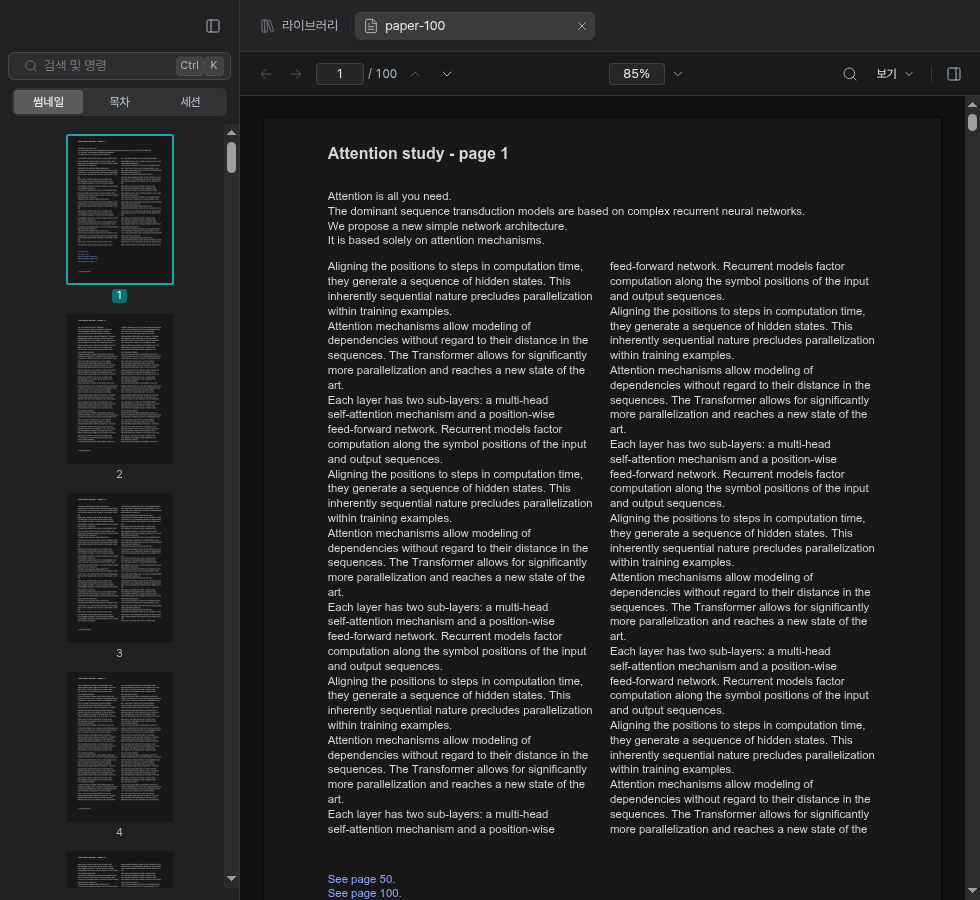 라이브러리
paper-100
검색 및 명령
Ctrl K
썸네일 목차 세션
1 / 100
85%
보기
1
2
3
4
Attention study - page 1
Attention is all you need.
The dominant sequence transduction models are based on complex recurrent neural networks.
We propose a new simple network architecture.
It is based solely on attention mechanisms.
Aligning the positions to steps in computation time,
they generate a sequence of hidden states. This
inherently sequential nature precludes parallelization
within training examples.
Attention mechanisms allow modeling of
dependencies without regard to their distance in the
sequences. The Transformer allows for significantly
more parallelization and reaches a new state of the
art.
Each layer has two sub-layers: a multi-head
self-attention mechanism and a position-wise
feed-forward network. Recurrent models factor
computation along the symbol positions of the input
and output sequences.
Aligning the positions to steps in computation time,
they generate a sequence of hidden states. This
inherently sequential nature precludes parallelization
within training examples.
Attention mechanisms allow modeling of
dependencies without regard to their distance in the
sequences. The Transformer allows for significantly
more parallelization and reaches a new state of the
art.
Each layer has two sub-layers: a multi-head
self-attention mechanism and a position-wise
feed-forward network. Recurrent models factor
computation along the symbol positions of the input
and output sequences.
Aligning the positions to steps in computation time,
they generate a sequence of hidden states. This
inherently sequential nature precludes parallelization
within training examples.
Attention mechanisms allow modeling of
dependencies without regard to their distance in the
sequences. The Transformer allows for significantly
more parallelization and reaches a new state of the
art.
Each layer has two sub-layers: a multi-head
self-attention mechanism and a position-wise
feed-forward network. Recurrent models factor
computation along the symbol positions of the input
and output sequences.
Aligning the positions to steps in computation time,
they generate a sequence of hidden states. This
inherently sequential nature precludes parallelization
within training examples.
Attention mechanisms allow modeling of
dependencies without regard to their distance in the
sequences. The Transformer allows for significantly
more parallelization and reaches a new state of the
art.
Each layer has two sub-layers: a multi-head
self-attention mechanism and a position-wise
feed-forward network. Recurrent models factor
computation along the symbol positions of the input
and output sequences.
Aligning the positions to steps in computation time,
they generate a sequence of hidden states. This
inherently sequential nature precludes parallelization
within training examples.
Attention mechanisms allow modeling of
dependencies without regard to their distance in the
sequences. The Transformer allows for significantly
more parallelization and reaches a new state of the
art.
Each layer has two sub-layers: a multi-head
self-attention mechanism and a position-wise
feed-forward network. Recurrent models factor
computation along the symbol positions of the input
and output sequences.
Aligning the positions to steps in computation time,
they generate a sequence of hidden states. This
inherently sequential nature precludes parallelization
within training examples.
Attention mechanisms allow modeling of
dependencies without regard to their distance in the
sequences. The Transformer allows for significantly
more parallelization and reaches a new state of the
See page 50.
See page 100.